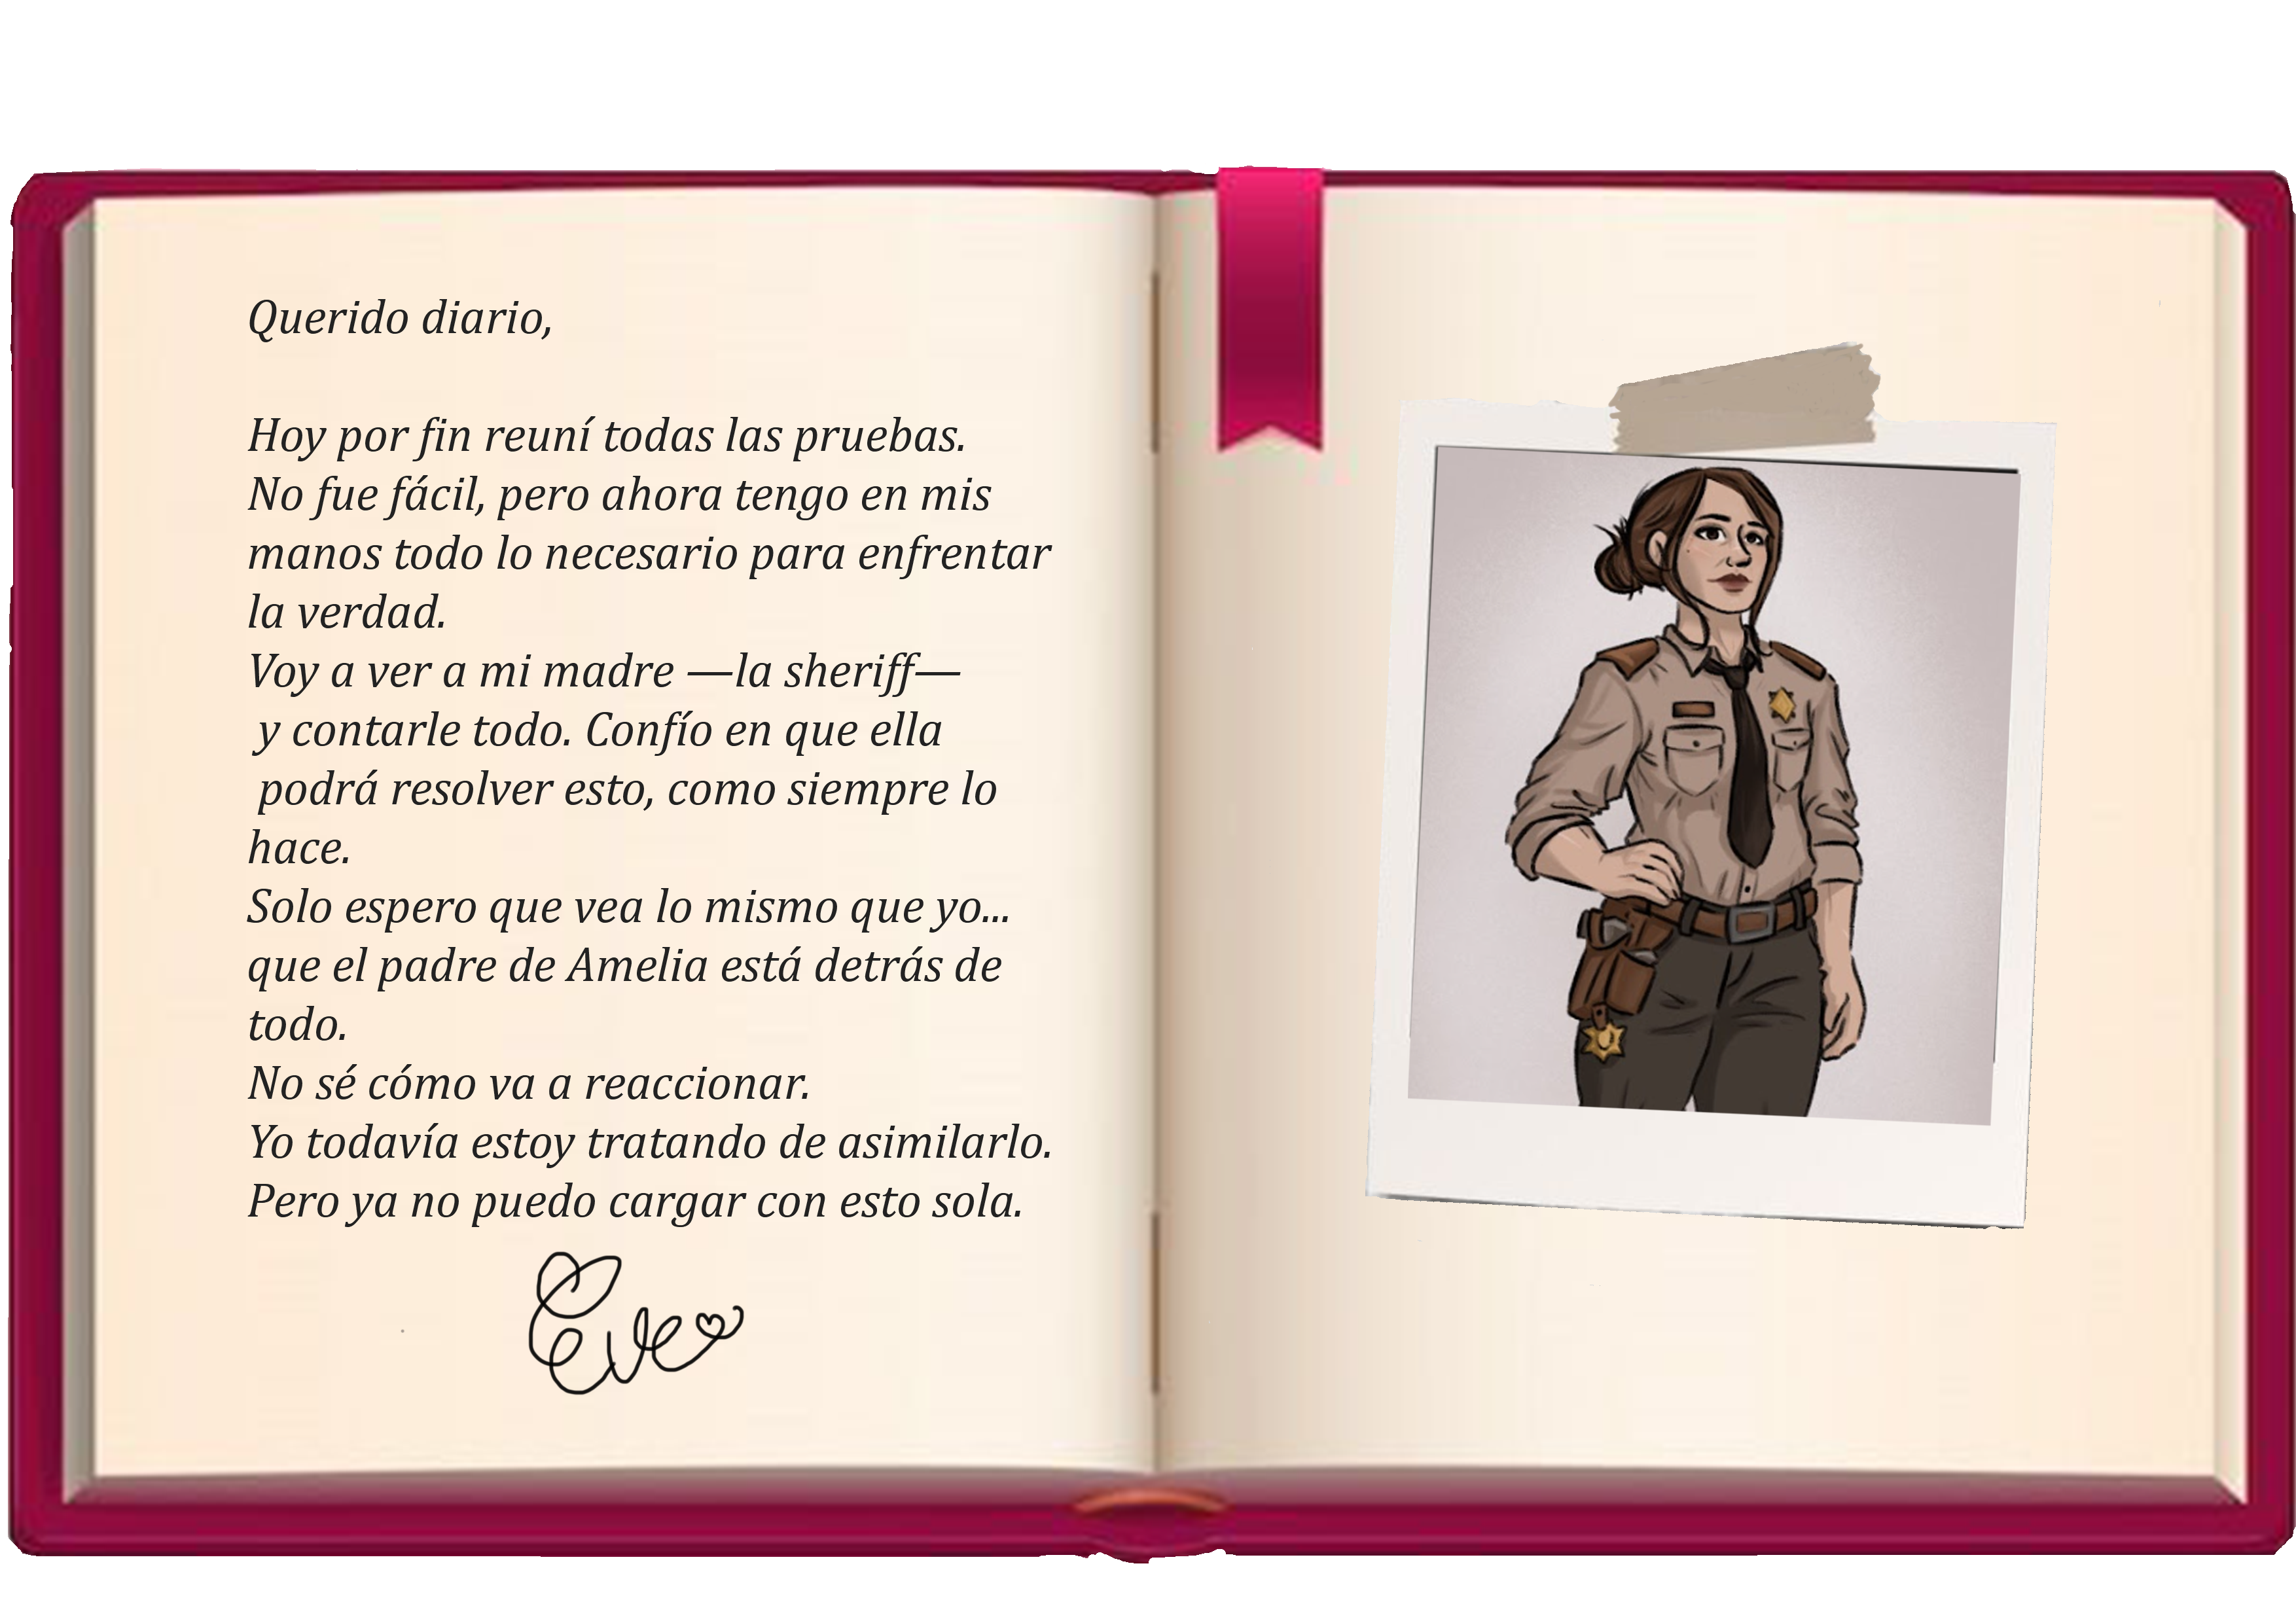 Querido diario,
Hoy por fin reuní todas las pruebas.
No fue fácil, pero ahora tengo en mis
manos todo lo necesario para enfrentar
la verdad.
Voy a ver a mi madre —la sheriff—
y contarle todo. Confío en que ella
podrá resolver esto, como siempre lo
hace.
Solo espero que vea lo mismo que yo...
que el padre de Amelia está detrás de
todo.
No sé cómo va a reaccionar.
Yo todavía estoy tratando de asimilarlo.
Pero ya no puedo cargar con esto sola.
Eve